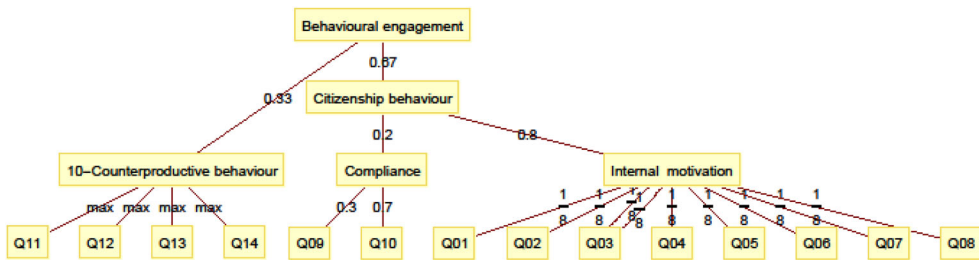 Behavioural engagement
0.67
0.33
Citizenship behaviour
0.2
0.8
10–Counterproductive behaviour
Compliance
Internal motivation
max max max max
0.3 0.7
1 1 1 1 1 1 1 1
8 8 8 8 8 8 8 8
Q11 Q12 Q13 Q14 Q09 Q10 Q01 Q02 Q03 Q04 Q05 Q06 Q07 Q08